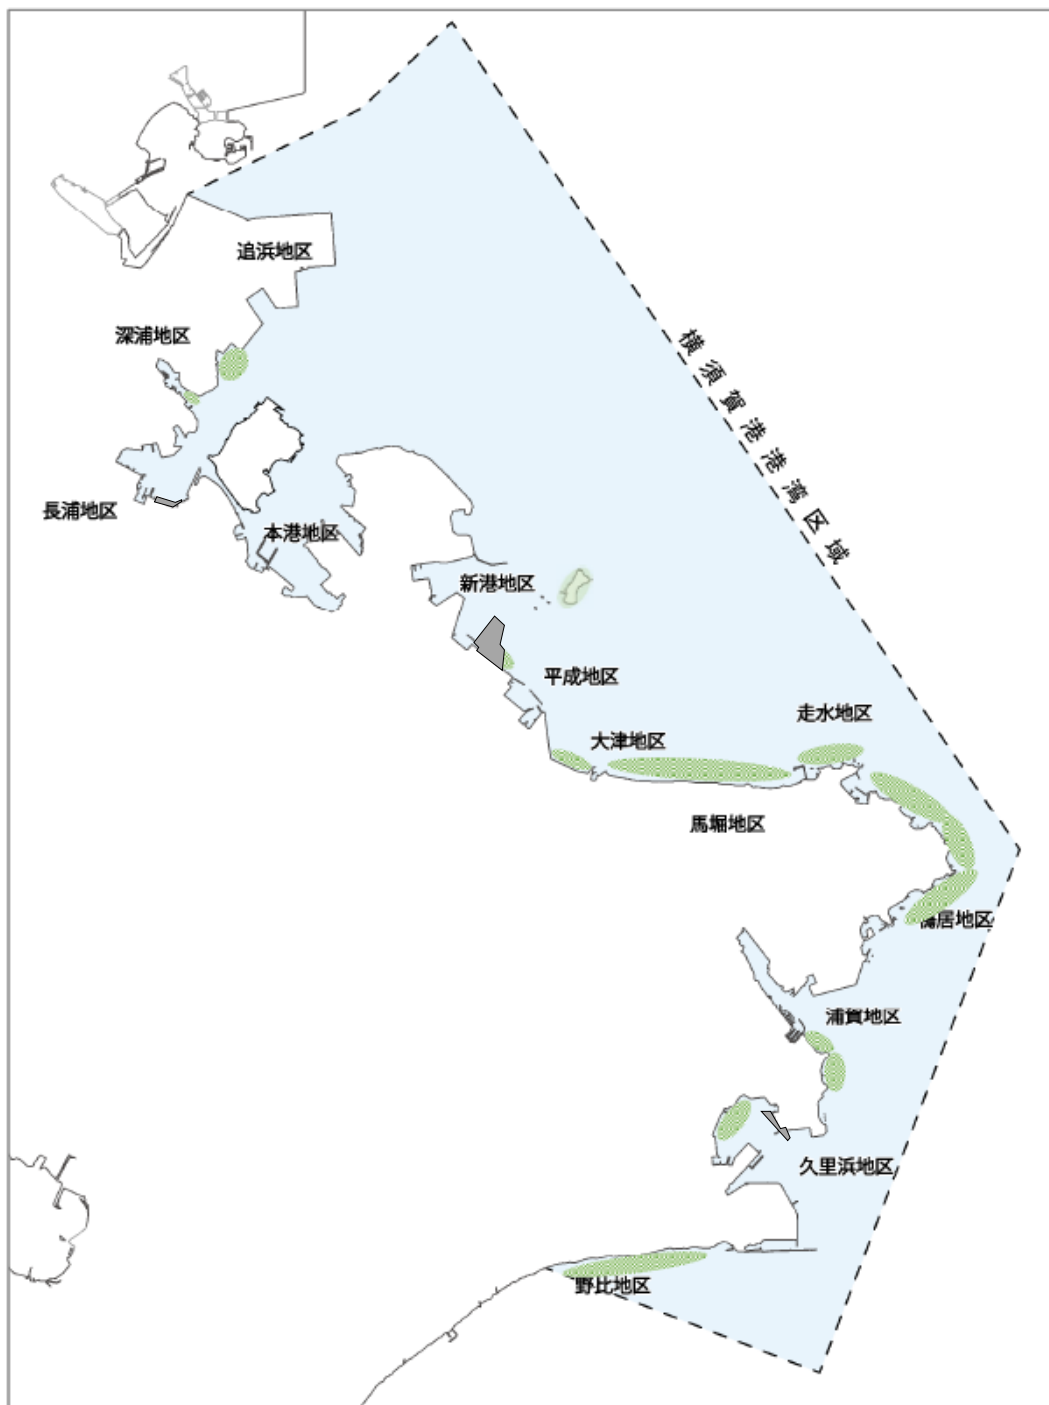 追浜地区
深浦地区
横須賀港港湾区域
長浦地区
本港地区
新港地区
平成地区
走水地区
大津地区
馬堀地区
鴨居地区
浦賀地区
久里浜地区
野比地区